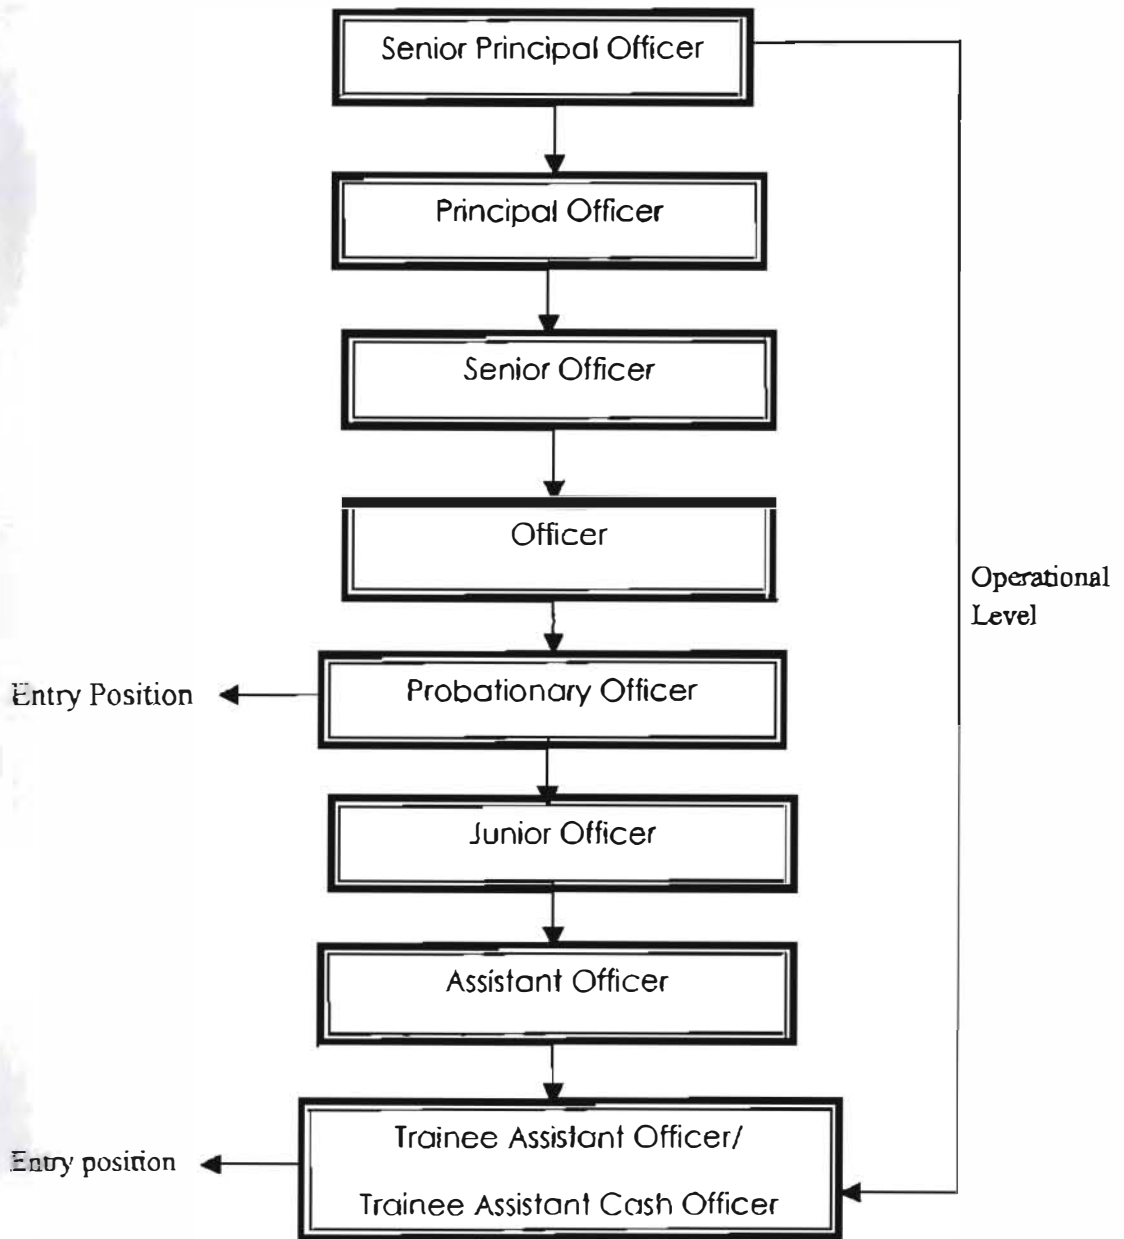 Senior Principal Officer
Principal Officer
Senior Officer
Officer
Operational
Level
Entry Position
Probationary Officer
Junior Officer
Assistant Officer
Trainee Assistant Officer/
Entry position
Trainee Assistant Cash Officer